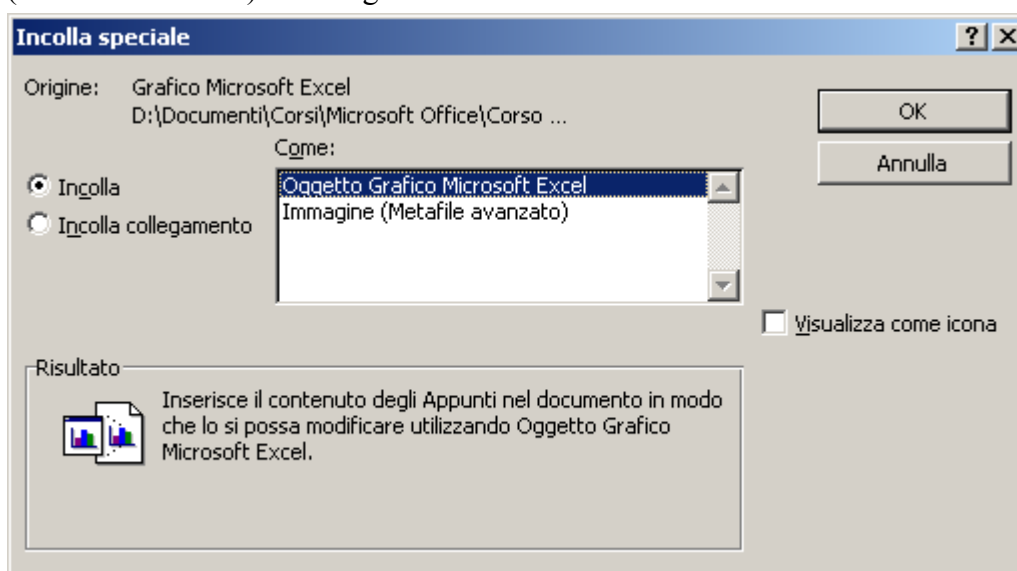 Incolla speciale
Origine: Grafico Microsoft Excel
D:\Documenti\Corsi\Microsoft Office\Corso ...
OK
Come:
Annulla
Incolla
Oggetto Grafico Microsoft Excel
Immagine (Metafile avanzato)
Incolla collegamento
Visualizza come icona
Risultato
Inserisce il contenuto degli Appunti nel documento in modo
che lo si possa modificare utilizzando Oggetto Grafico
Microsoft Excel.